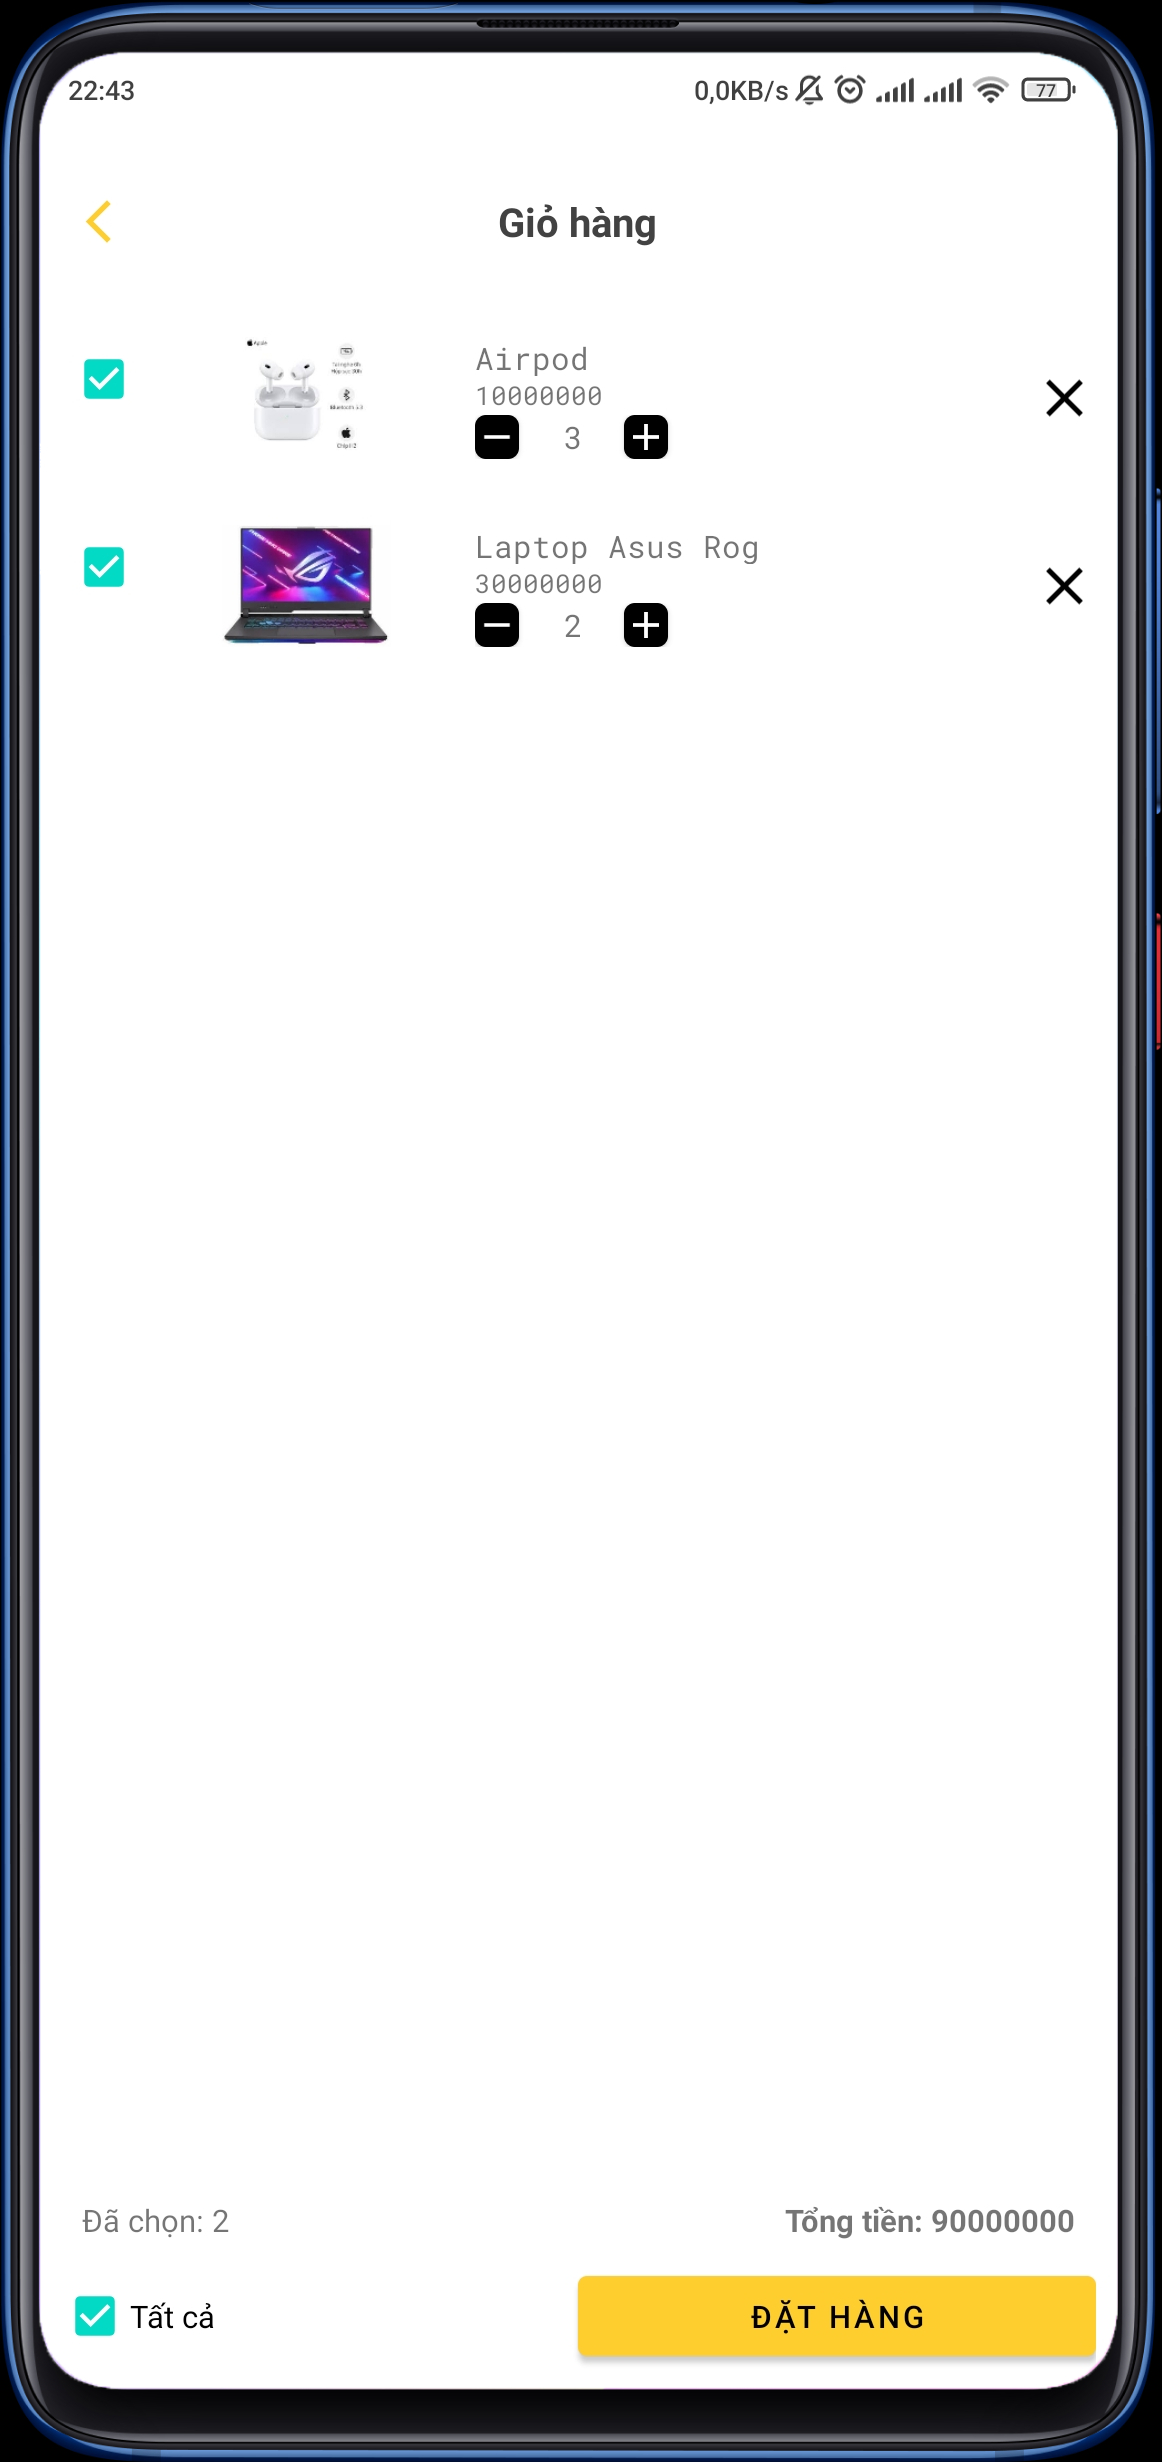 22:43
0,0KB/s
77
Giỏ hàng
Apple
Airpod
10000000
3
Laptop Asus Rog
30000000
2
Đã chọn: 2
Tổng tiền: 90000000
Tất cả
ĐẶT HÀNG